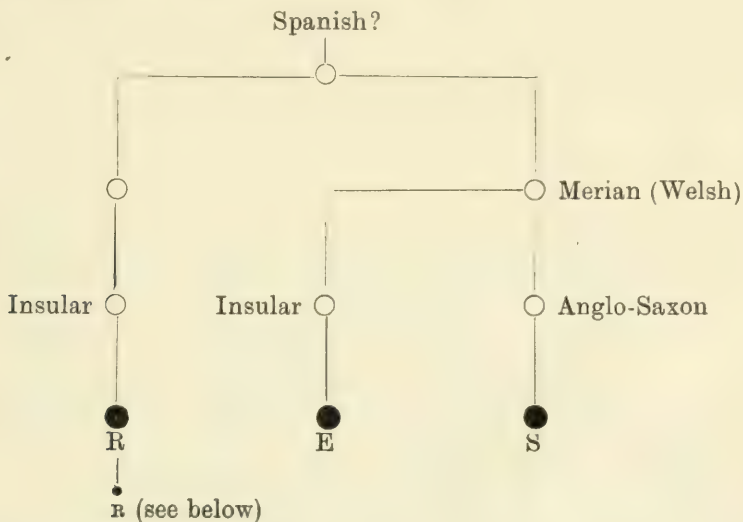 Spanish?
Merian (Welsh)
Insular
Insular
Anglo-Saxon
R
E
S
R (see below)